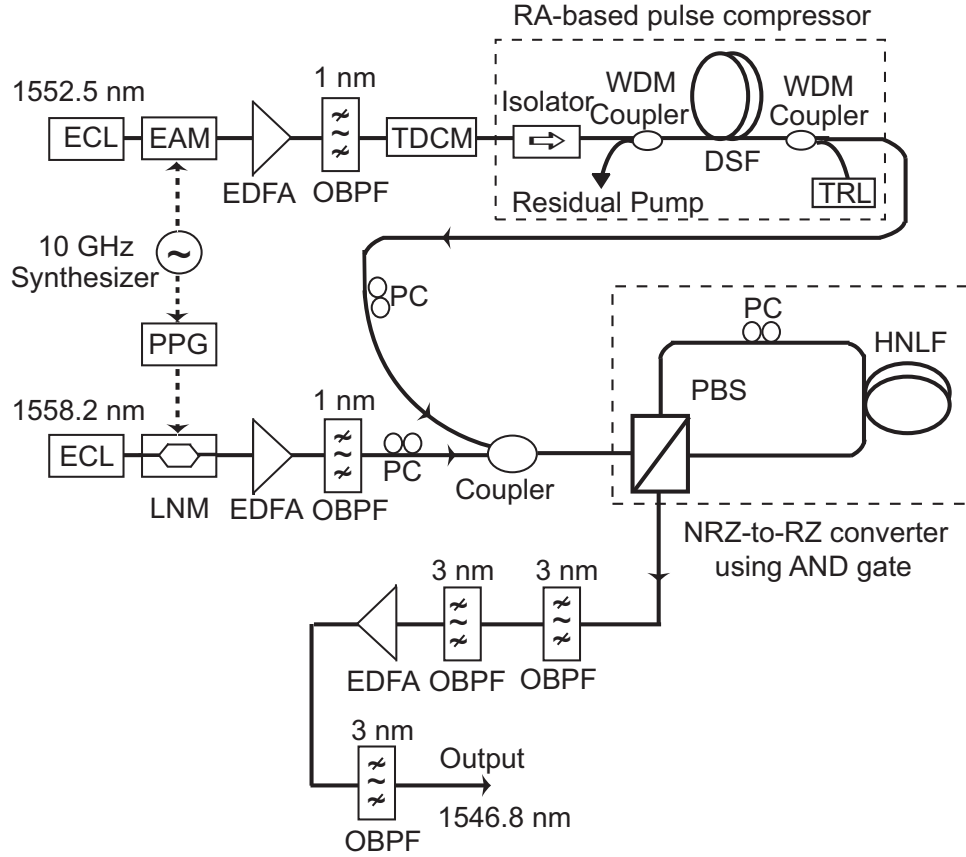 RA-based pulse compressor
1552.5 nm
1 nm
WDM
Coupler
WDM
Coupler
Isolator
ECL
EAM
TDCM
DSF
EDFA
OBPF
Residual Pump
TRL
10 GHz
Synthesizer
~
PC
PPG
PC
HNLF
PBS
1558.2 nm
1 nm
ECL
PC
LNM
EDFA
OBPF
Coupler
NRZ-to-RZ converter
using AND gate
3 nm
3 nm
EDFA
OBPF
OBPF
3 nm
Output
1546.8 nm
OBPF